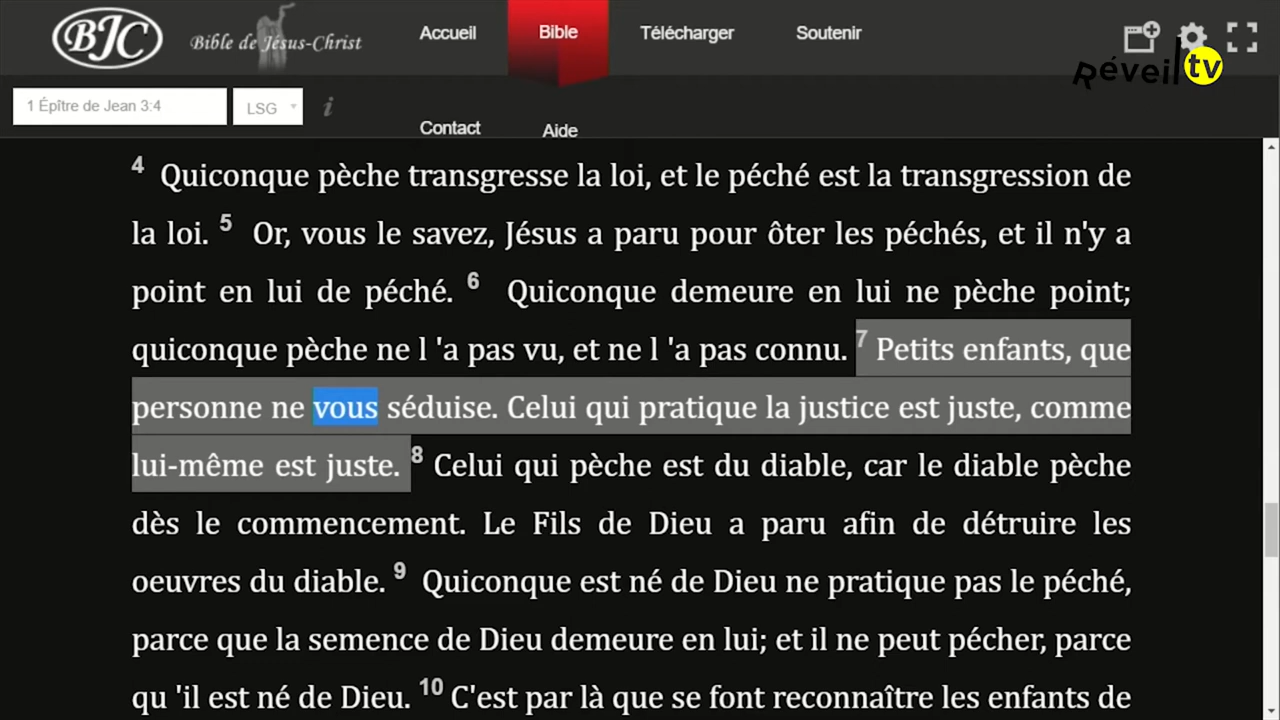 BJC Bible de Jésus-Christ Accueil Bible Télécharger Soutenir
Réveil tv
1 Épître de Jean 3:4 LSG i
Contact Aide
4 Quiconque pèche transgresse la loi, et le péché est la transgression de
la loi. 5 Or, vous le savez, Jésus a paru pour ôter les péchés, et il n'y a
point en lui de péché. 6 Quiconque demeure en lui ne pèche point;
quiconque pèche ne l 'a pas vu, et ne l 'a pas connu. 7 Petits enfants, que
personne ne vous séduise. Celui qui pratique la justice est juste, comme
lui-même est juste. 8 Celui qui pèche est du diable, car le diable pèche
dès le commencement. Le Fils de Dieu a paru afin de détruire les
oeuvres du diable. 9 Quiconque est né de Dieu ne pratique pas le péché,
parce que la semence de Dieu demeure en lui; et il ne peut pécher, parce
qu 'il est né de Dieu. 10 C'est par là que se font reconnaître les enfants de